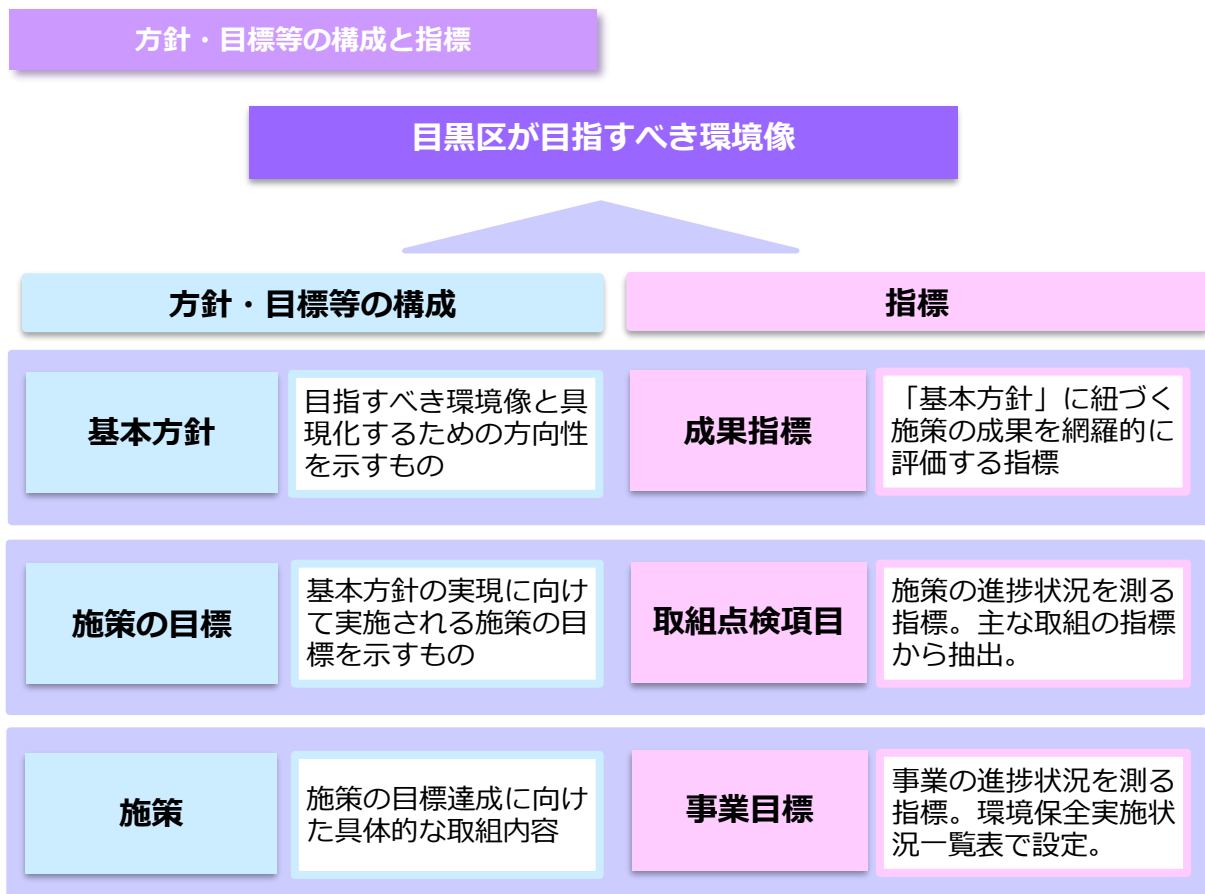 方針・目標等の構成と指標
目黒区が目指すべき環境像
方針・目標等の構成
指標
基本方針
目指すべき環境像と具
現化するための方向性
を示すもの
成果指標
「基本方針」に紐づく
施策の成果を網羅的に
評価する指標
施策の目標
基本方針の実現に向け
て実施される施策の目
標を示すもの
取組点検項目
施策の進捗状況を測る
指標。主な取組の指標
から抽出。
施策
施策の目標達成に向け
た具体的な取組内容
事業目標
事業の進捗状況を測る
指標。環境保全実施状
況一覧表で設定。